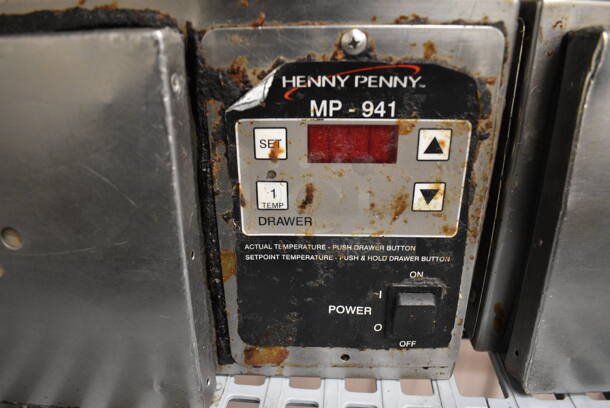 HENNY PENNY™
MP - 941
SET
▲
1
TEMP
▼
DRAWER
ACTUAL TEMPERATURE - PUSH DRAWER BUTTON
SETPOINT TEMPERATURE - PUSH & HOLD DRAWER BUTTON
ON
I
POWER
O
OFF